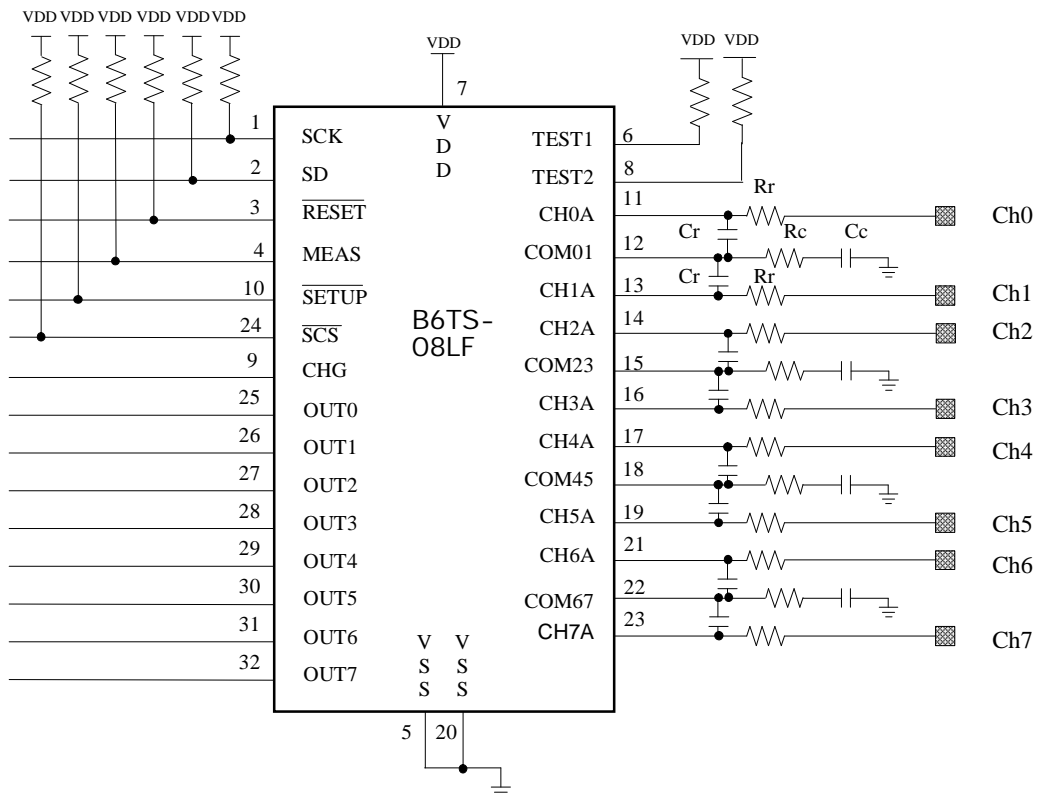 VDD VDD VDD VDD VDD VDD
VDD
VDD VDD
7
1 SCK
2 SD
3 RESET
4 MEAS
10 SETUP
24 SCS
9 CHG
25 OUT0
26 OUT1
27 OUT2
28 OUT3
29 OUT4
30 OUT5
31 OUT6
32 OUT7
V
D
D
B6TS-
08LF
V V
S S
S S
5 20
TEST1 6
TEST2 8
CH0A 11 Rr Ch0
Cr
COM01 12 Rc Cc
Cr
CH1A 13 Rr Ch1
CH2A 14 Ch2
COM23 15
CH3A 16 Ch3
CH4A 17 Ch4
COM45 18
CH5A 19 Ch5
CH6A 21 Ch6
COM67 22
CH7A 23 Ch7